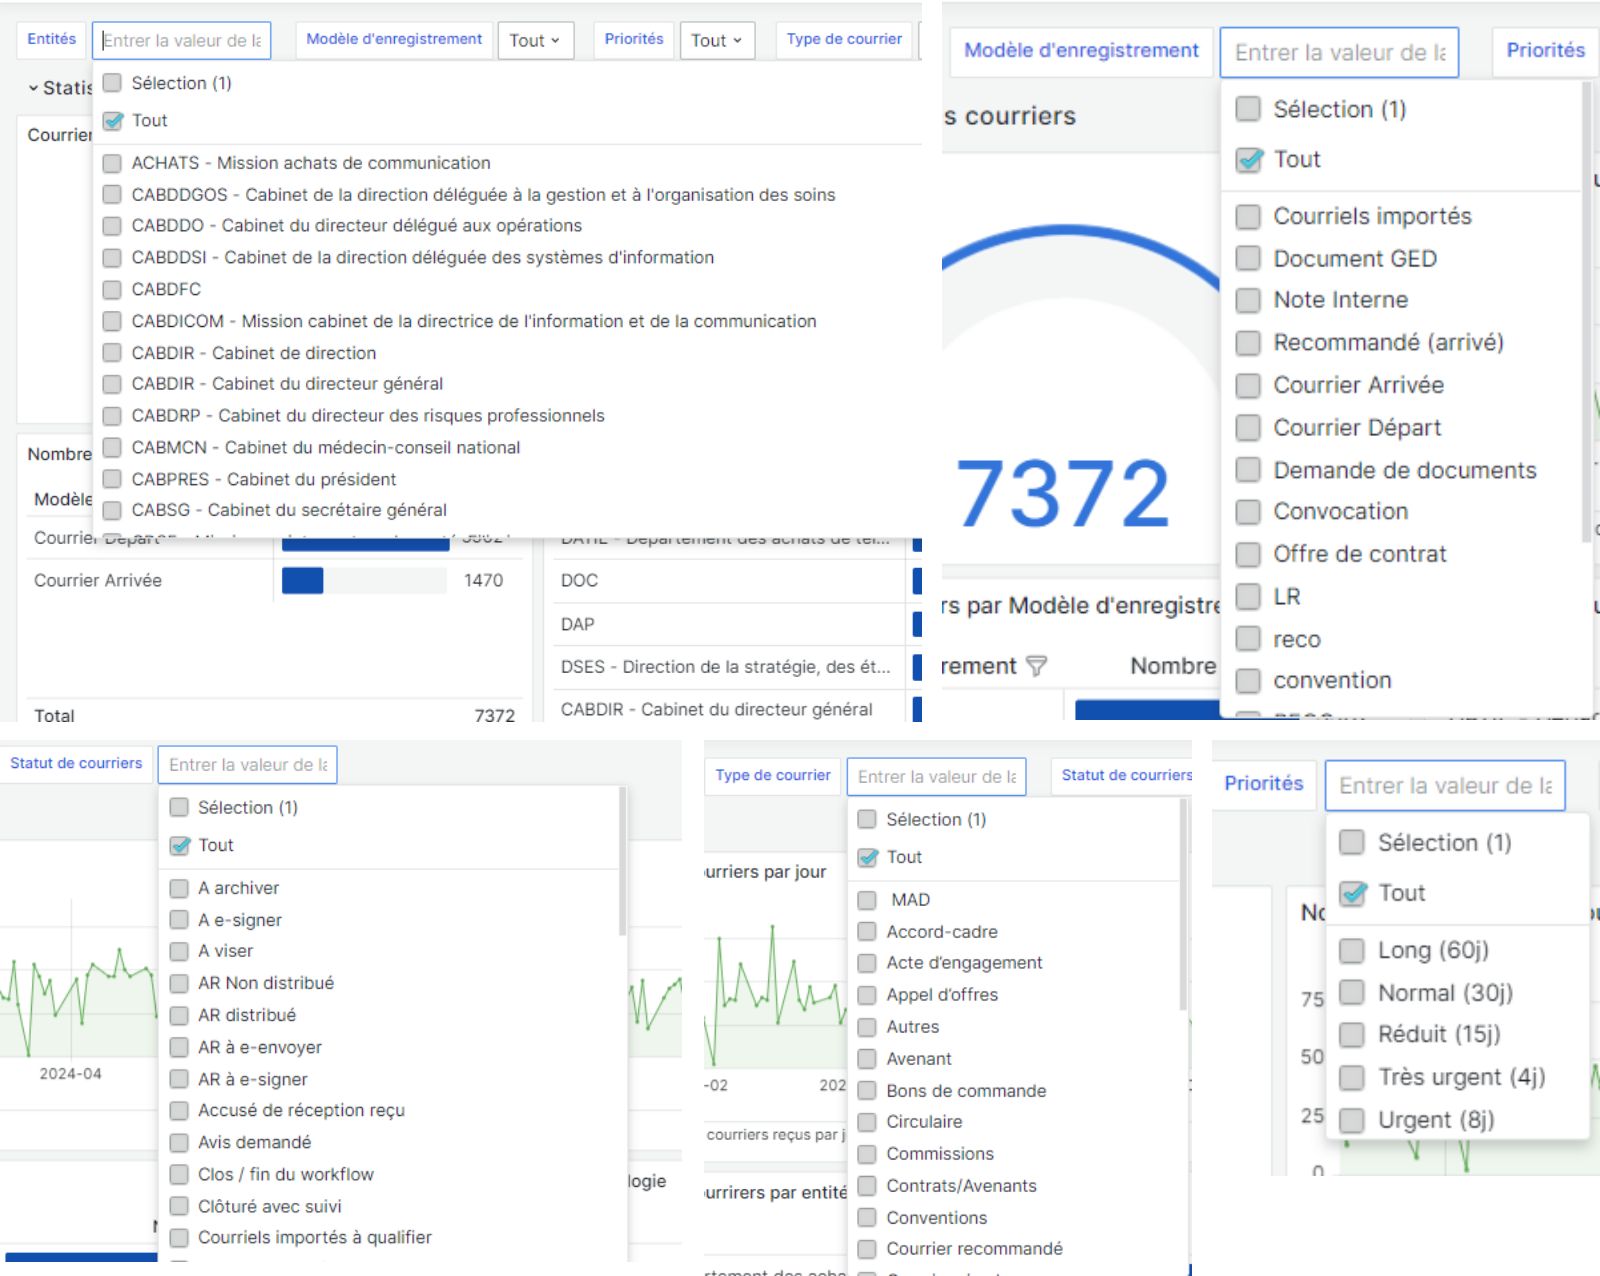 Entités
Entrer la valeur de la
Modèle d'enregistrement
Tout
Priorités
Tout
Type de courrier
Sélection (1)
Tout
ACHATS - Mission achats de communication
CABDDGOS - Cabinet de la direction déléguée à la gestion et à l'organisation des soins
CABDDO - Cabinet du directeur délégué aux opérations
CABDDSI - Cabinet de la direction déléguée des systèmes d'information
CABDFC
CABDICOM - Mission cabinet de la directrice de l'information et de la communication
CABDIR - Cabinet de direction
CABDIR - Cabinet du directeur général
CABDRP - Cabinet du directeur des risques professionnels
CABMCN - Cabinet du médecin-conseil national
CABPRES - Cabinet du président
CABSG - Cabinet du secrétaire général
Statis
Courrier
Nombre
Modèle
Courrier Départ
Courrier Arrivée
1470
Total
7372
DOC
DAP
DSES - Direction de la stratégie, des ét...
CABDIR - Cabinet du directeur général
Modèle d'enregistrement
Entrer la valeur de la
Priorités
s courriers
Sélection (1)
Tout
Courriels importés
Document GED
Note Interne
Recommandé (arrivé)
Courrier Arrivée
Courrier Départ
Demande de documents
Convocation
Offre de contrat
LR
reco
convention
7372
rs par Modèle d'enregistre
rement
Nombre
Statut de courriers
Entrer la valeur de la
Sélection (1)
Tout
A archiver
A e-signer
A viser
AR Non distribué
AR distribué
AR à e-envoyer
AR à e-signer
Accusé de réception reçu
Avis demandé
Clos / fin du workflow
Clôturé avec suivi
Courriels importés à qualifier
2024-04
logie
Type de courrier
Entrer la valeur de la
Statut de courriers
Sélection (1)
Tout
MAD
Accord-cadre
Acte d'engagement
Appel d'offres
Autres
Avenant
Bons de commande
Circulaire
Commissions
Contrats/Avenants
Conventions
Courrier recommandé
urriers par jour
-02
202
courriers reçus par j
urrirers par entité
Priorités
Entrer la valeur de la
Sélection (1)
Tout
Long (60j)
Normal (30j)
Réduit (15j)
Très urgent (4j)
Urgent (8j)
75
50
25
0